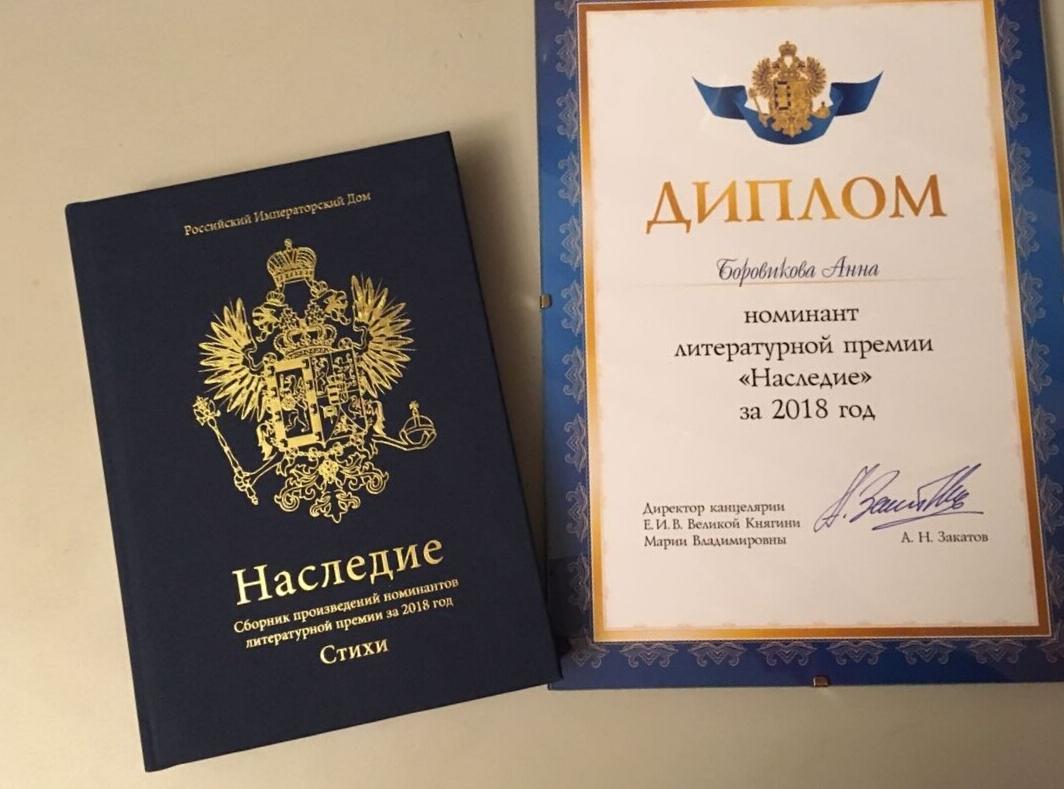 Российский Императорский Дом
Наследие
Сборник произведений номинантов
литературной премии за 2018 год
Стихи
ДИПЛОМ
Боровикова Анна
номинант
литературной премии
«Наследие»
за 2018 год
Директор канцелярии
Е.И.В. Великой Княгини
Марии Владимировны
А. Н. Закатов